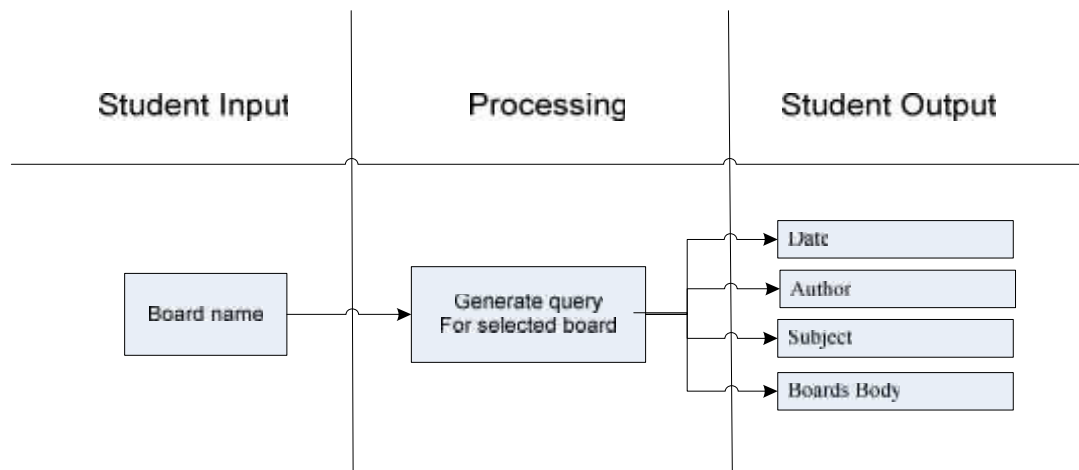 Student Input
Processing
Student Output
Board name
Generate query
For selected board
Date
Author
Subject
Boards Body